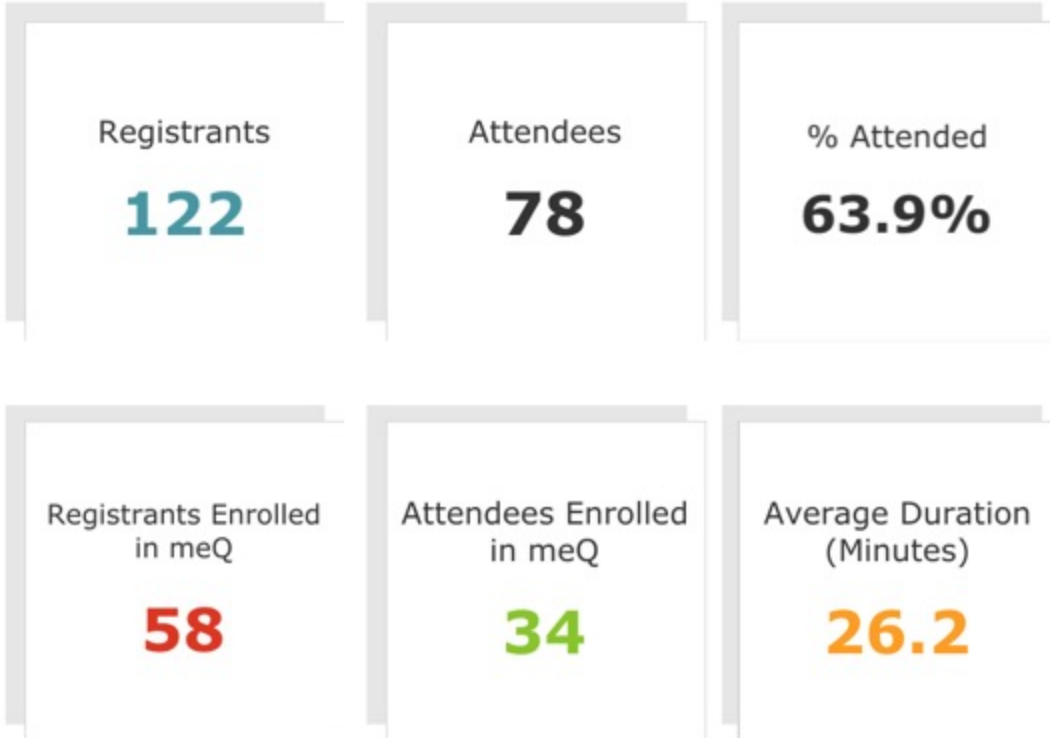 Registrants
122
Attendees
78
% Attended
63.9%
Registrants Enrolled
in meQ
58
Attendees Enrolled
in meQ
34
Average Duration
(Minutes)
26.2